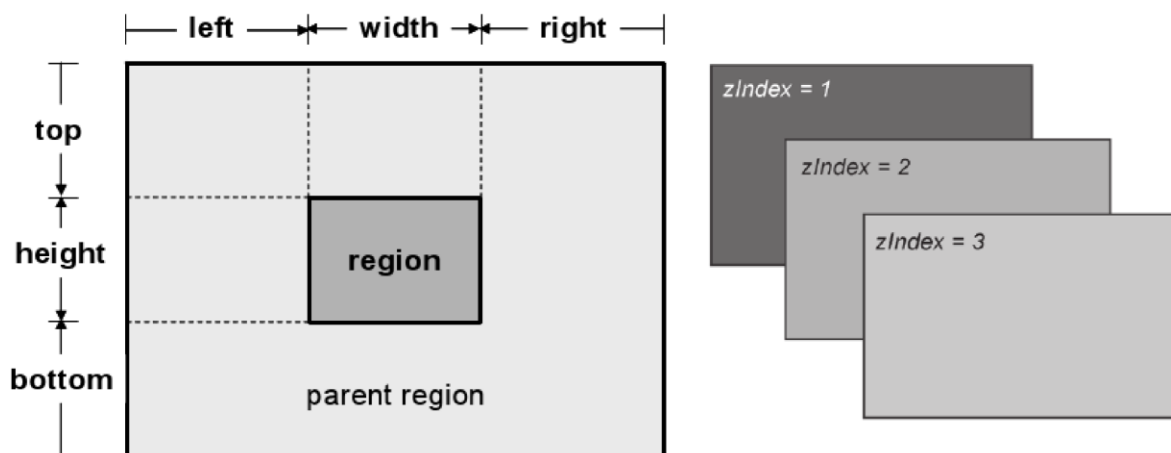 left width right
top
height
bottom
region
parent region
zIndex = 1
zIndex = 2
zIndex = 3